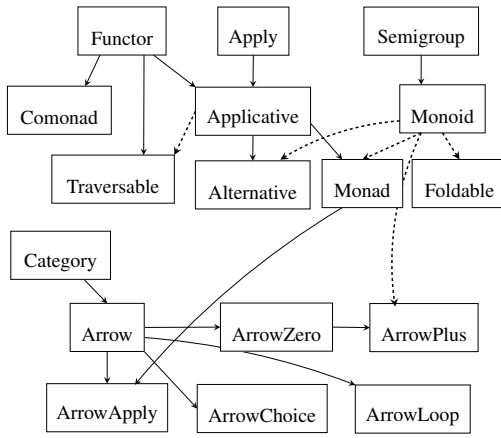 Functor
Apply
Semigroup
Comonad
Applicative
Monoid
Traversable
Alternative
Monad
Foldable
Category
Arrow
ArrowZero
ArrowPlus
ArrowApply
ArrowChoice
ArrowLoop